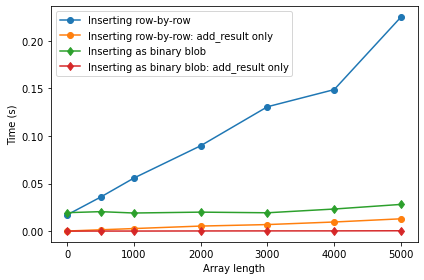 Inserting row-by-row
Inserting row-by-row: add_result only
Inserting as binary blob
Inserting as binary blob: add_result only
0.20
0.15
0.10
0.05
0.00
Time (s)
0 1000 2000 3000 4000 5000
Array length